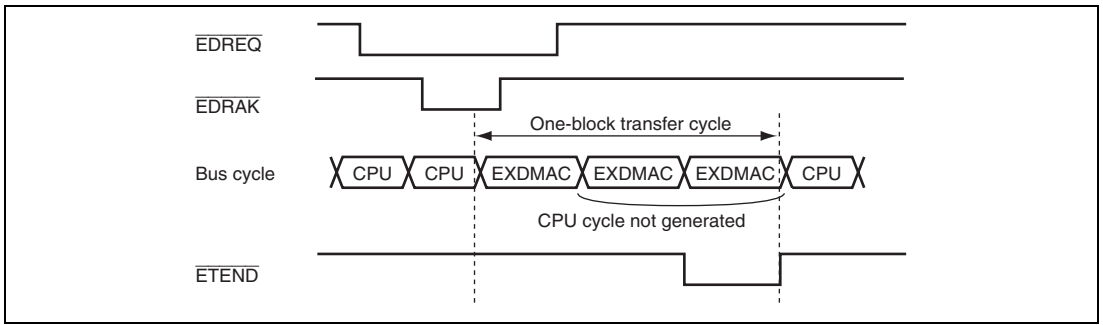 EDREQ
EDRAK
One-block transfer cycle
Bus cycle CPU CPU EXDMAC EXDMAC EXDMAC CPU
CPU cycle not generated
ETEND